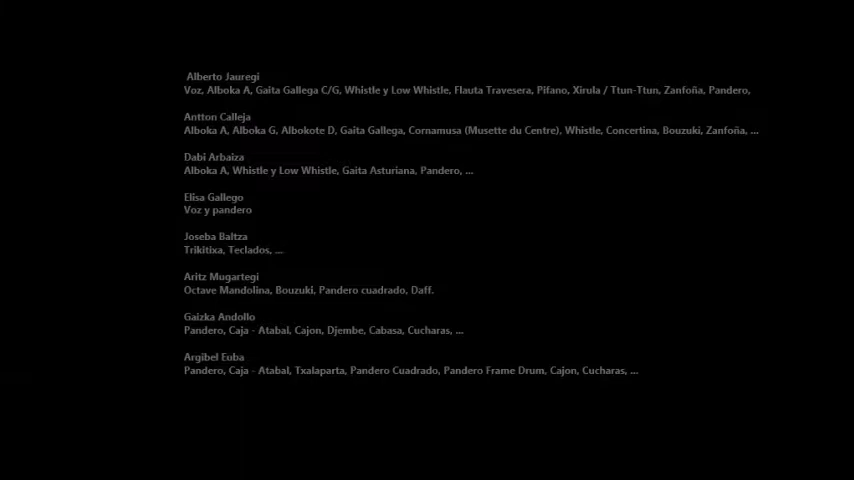 Alberto Jauregi
Voz, Alboka A, Gaita Gallega C/G, Whistle y Low Whistle, Flauta Travesera, Pifano, Xirula / Ttun-Ttun, Zanfoña, Pandero,
Antton Calleja
Alboka A, Alboka G, Albokote D, Gaita Gallega, Cornamusa (Musette du Centre), Whistle, Concertina, Bouzuki, Zanfoña, ...
Dabi Arbaiza
Alboka A, Whistle y Low Whistle, Gaita Asturiana, Pandero, ...
Elisa Gallego
Voz y pandero
Joseba Baltza
Trikitixa, Teclados, ...
Aritz Mugartegi
Octave Mandolina, Bouzuki, Pandero cuadrado, Daff.
Gaizka Andollo
Pandero, Caja - Atabal, Cajon, Djembe, Cabasa, Cucharas, ...
Argibel Euba
Pandero, Caja - Atabal, Txalaparta, Pandero Cuadrado, Pandero Frame Drum, Cajon, Cucharas, ...